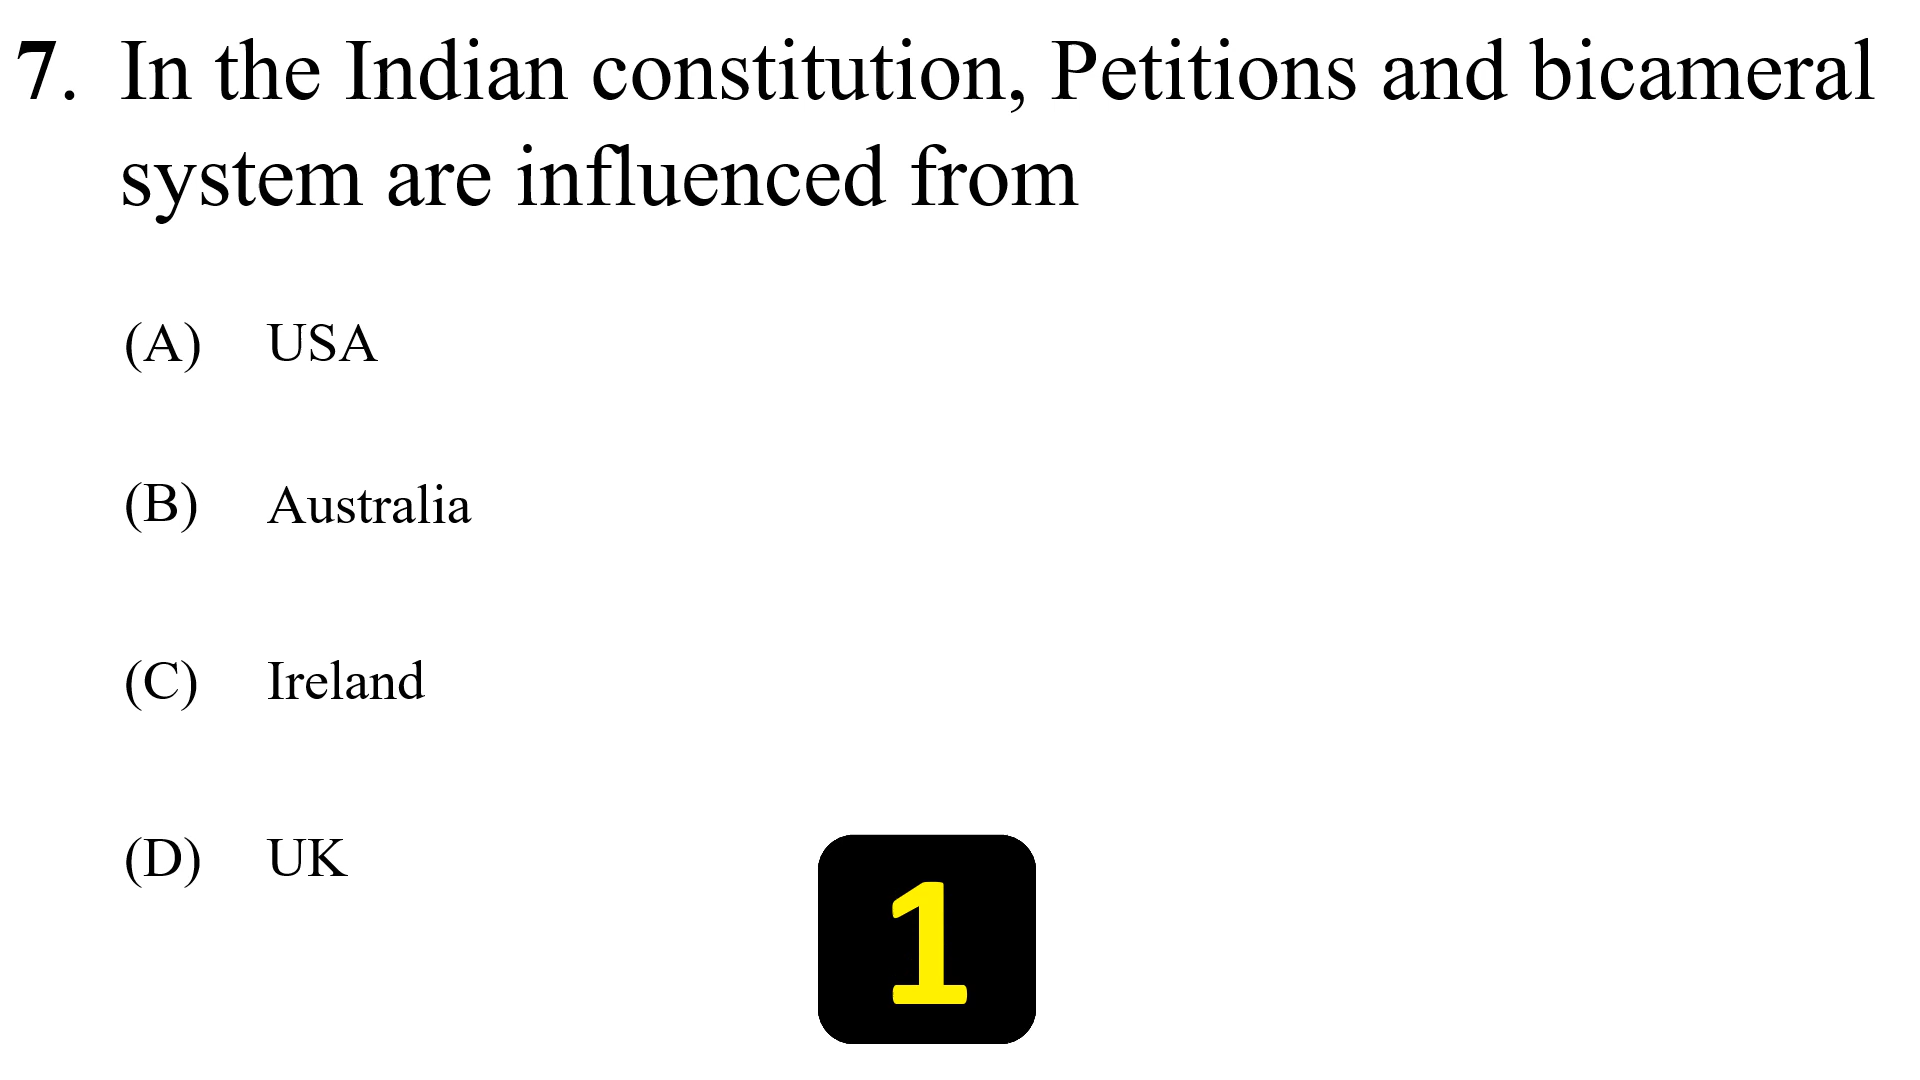 7. In the Indian constitution, Petitions and bicameral
system are influenced from
(A) USA
(B) Australia
(C) Ireland
(D) UK
1